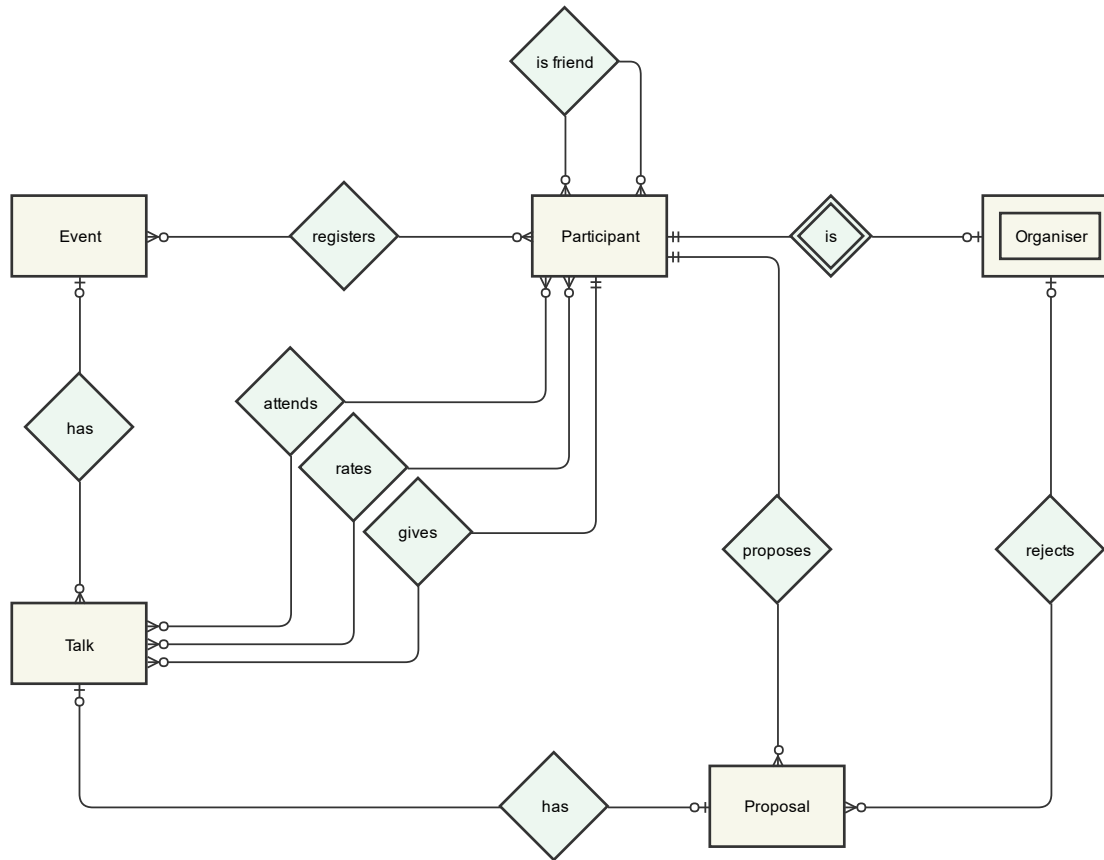 is friend
Event
registers
Participant
is
Organiser
attends
has
rates
gives
proposes
rejects
Talk
has
Proposal